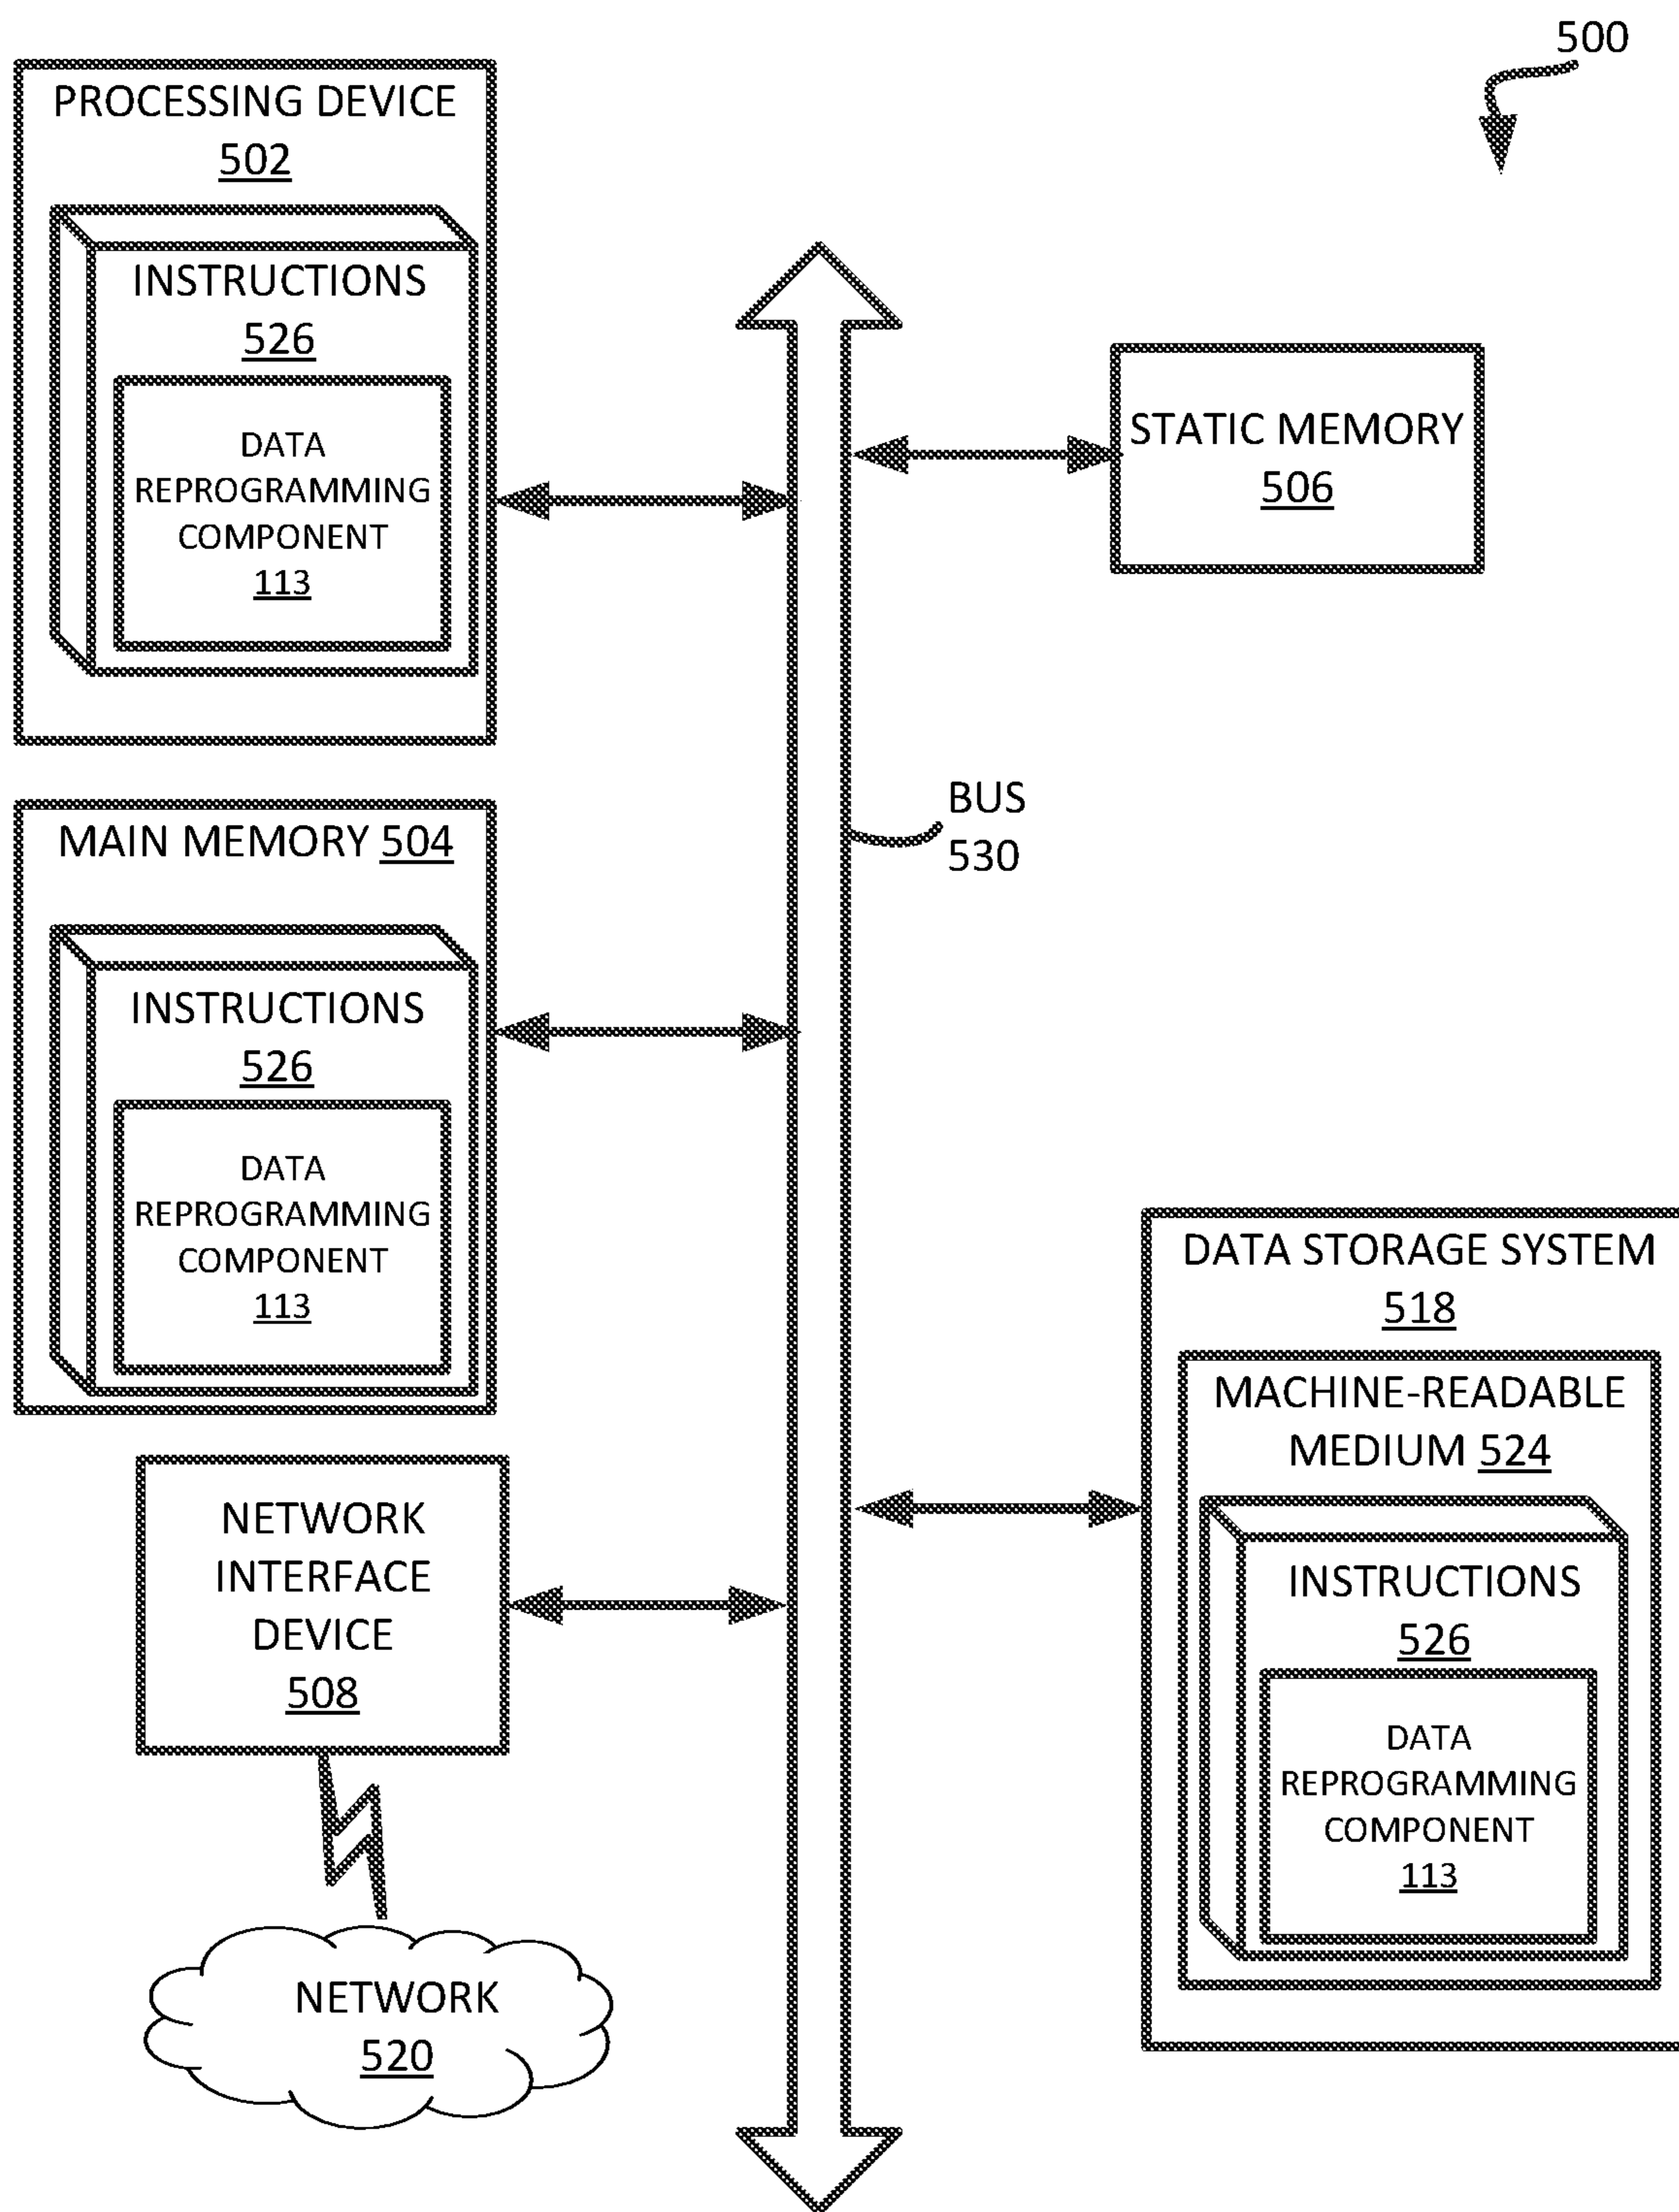 500
PROCESSING DEVICE
502
INSTRUCTIONS
526
DATA
REPROGRAMMING
COMPONENT
113
STATIC MEMORY
506
BUS
530
MAIN MEMORY 504
INSTRUCTIONS
526
DATA
REPROGRAMMING
COMPONENT
113
DATA STORAGE SYSTEM
518
MACHINE-READABLE
MEDIUM 524
INSTRUCTIONS
526
DATA
REPROGRAMMING
COMPONENT
113
NETWORK
INTERFACE
DEVICE
508
NETWORK
520